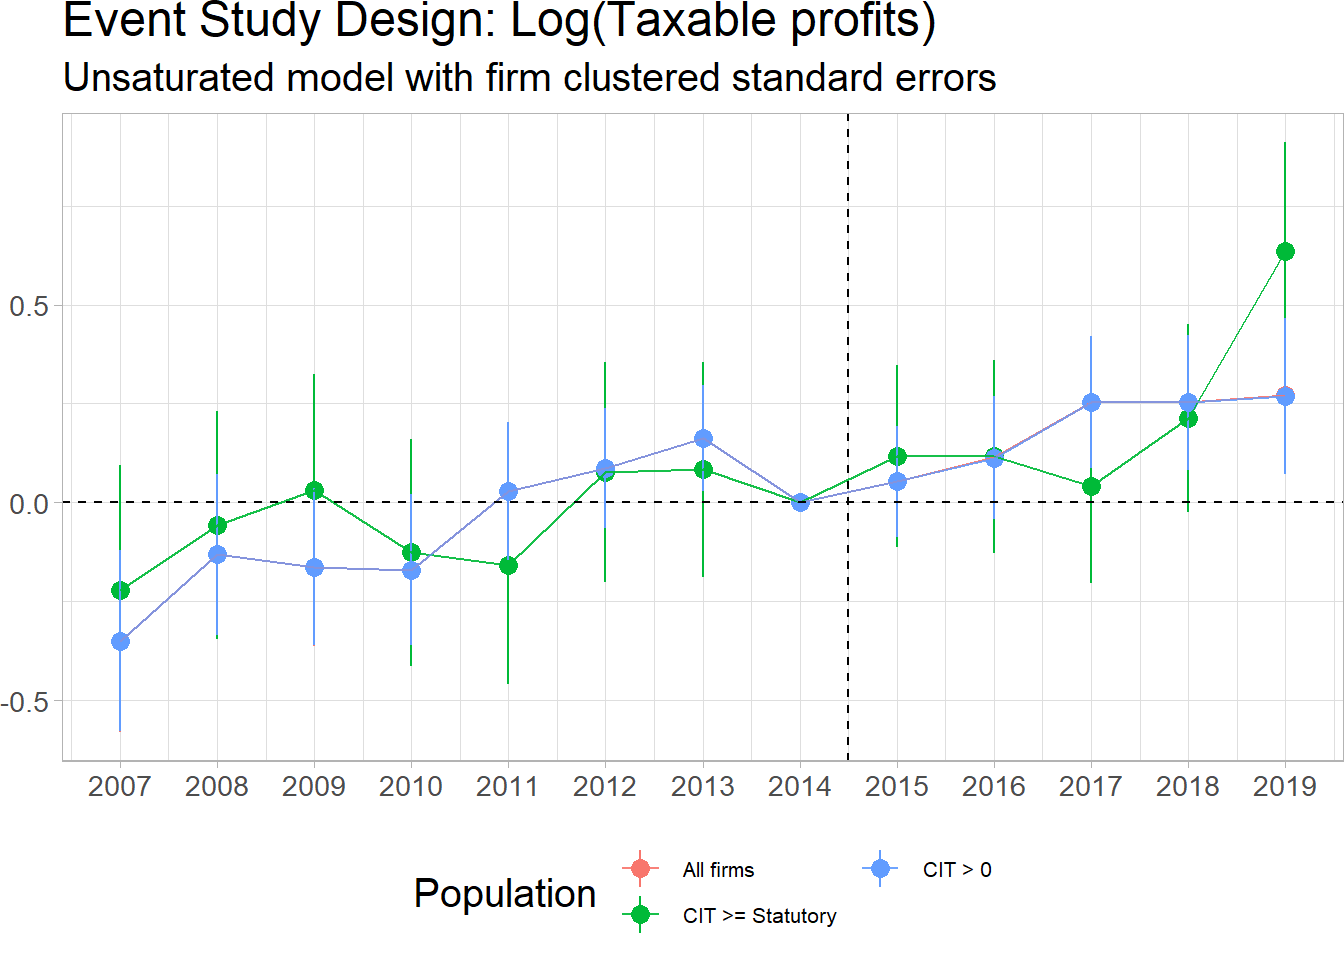 Event Study Design: Log(Taxable profits)
Unsaturated model with firm clustered standard errors
0.5
0.0
-0.5
2007 2008 2009 2010 2011 2012 2013 2014 2015 2016 2017 2018 2019
Population
All firms
CIT > 0
CIT >= Statutory